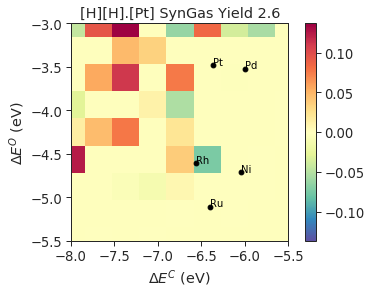 [H][H].[Pt] SynGas Yield 2.6
−3.0
−3.5
−4.0
−4.5
−5.0
−5.5
ΔE^O (eV)
Pt
Pd
Rh
Ni
Ru
−8.0 −7.5 −7.0 −6.5 −6.0 −5.5
ΔE^C (eV)
0.10
0.05
0.00
−0.05
−0.10